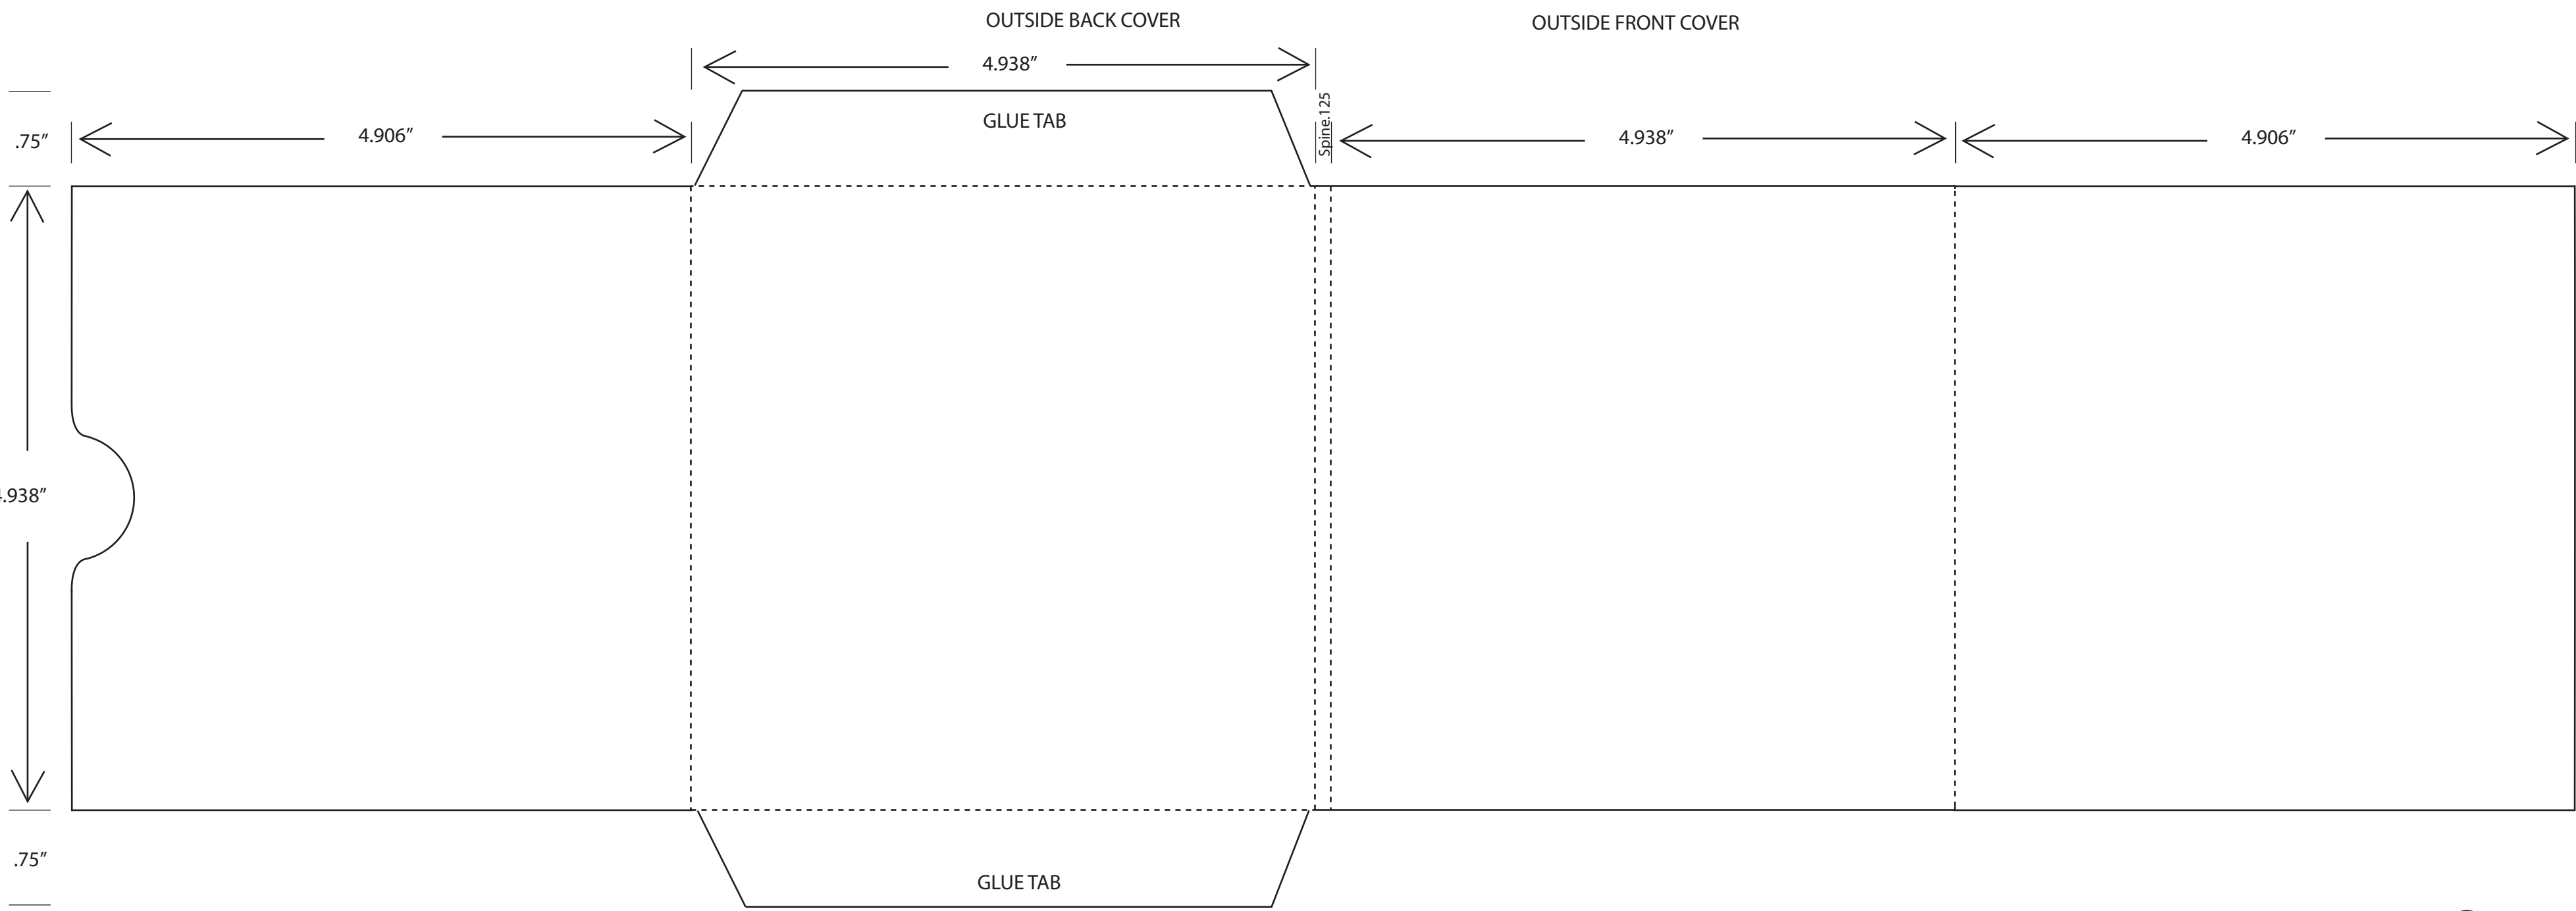 OUTSIDE BACK COVER
OUTSIDE FRONT COVER
4.938″
.75″
4.906″
GLUE TAB
Spine.125
4.938″
4.906″
.938″
.75″
GLUE TAB